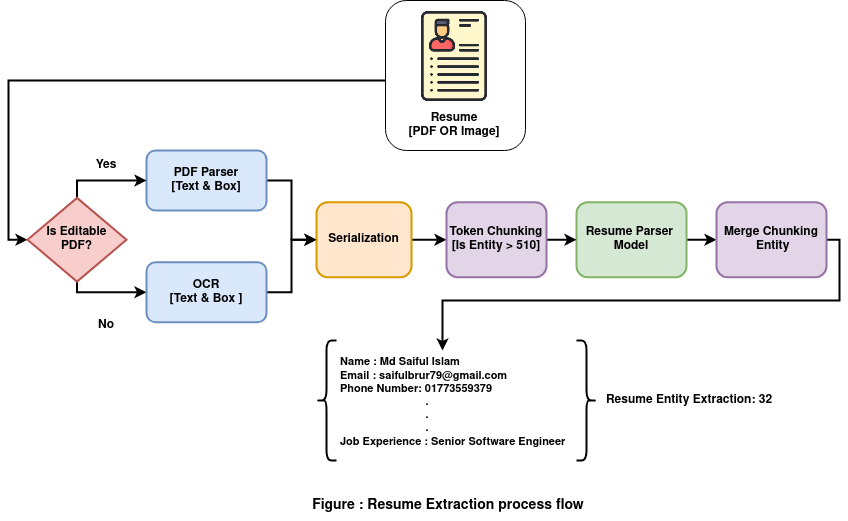 Resume
[PDF OR Image]
Yes
PDF Parser
[Text & Box]
Is Editable
PDF?
OCR
[Text & Box ]
No
Serialization
Token Chunking
[Is Entity > 510]
Resume Parser
Model
Merge Chunking
Entity
Name : Md Saiful Islam
Email : saifulbrur79@gmail.com
Phone Number: 01773559379
.
.
.
Job Experience : Senior Software Engineer
Resume Entity Extraction: 32
Figure : Resume Extraction process flow